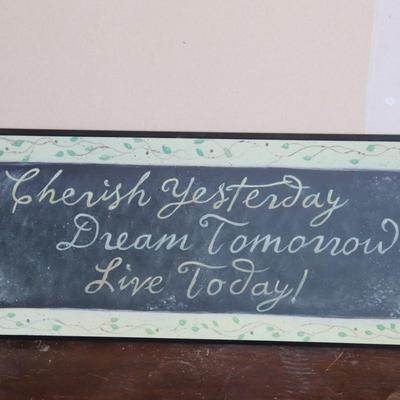 Cherish Yesterday
Dream Tomorrow
Live Today!